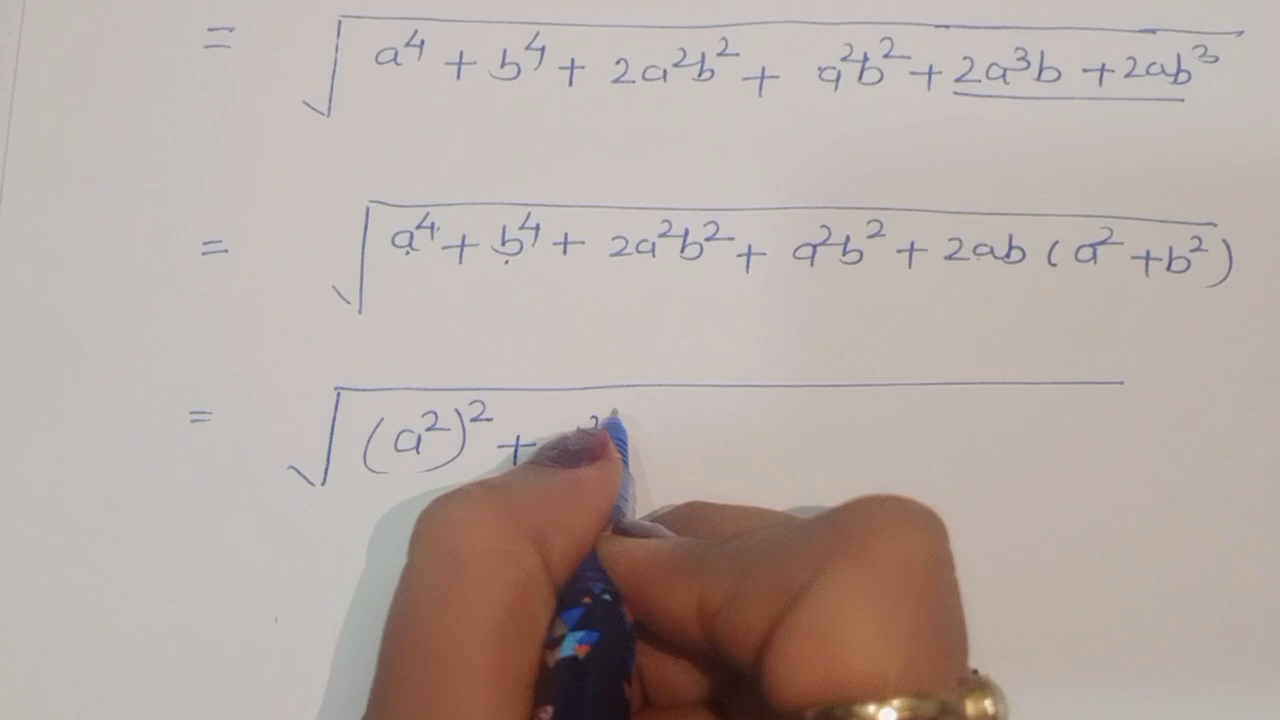 = √(a⁴ + b⁴ + 2a²b² + a²b² + 2a³b + 2ab³)
= √(a⁴ + b⁴ + 2a²b² + a²b² + 2ab (a² + b²))
= √((a²)² +